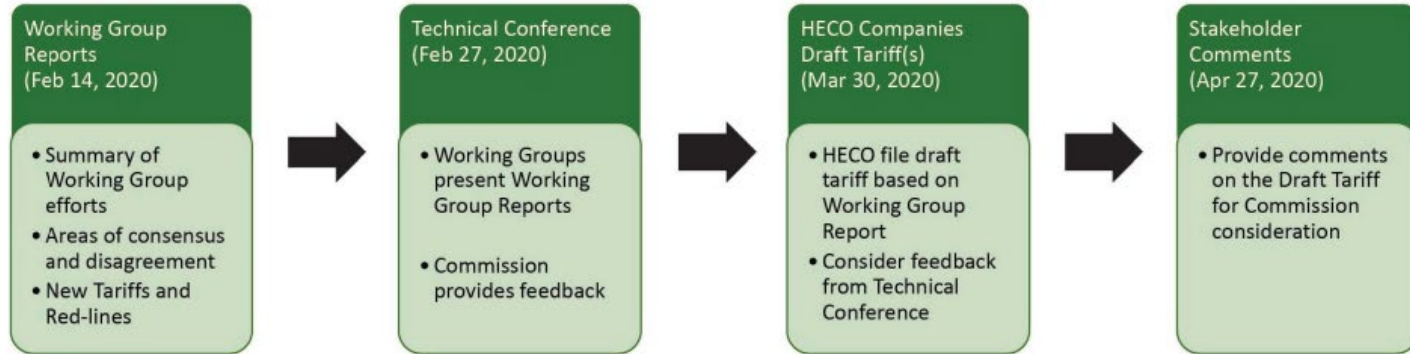 Working Group
Reports
(Feb 14, 2020)
• Summary of
Working Group
efforts
• Areas of consensus
and disagreement
• New Tariffs and
Red-lines
Technical Conference
(Feb 27, 2020)
• Working Groups
present Working
Group Reports
• Commission
provides feedback
HECO Companies
Draft Tariff(s)
(Mar 30, 2020)
• HECO file draft
tariff based on
Working Group
Report
• Consider feedback
from Technical
Conference
Stakeholder
Comments
(Apr 27, 2020)
• Provide comments
on the Draft Tariff
for Commission
consideration